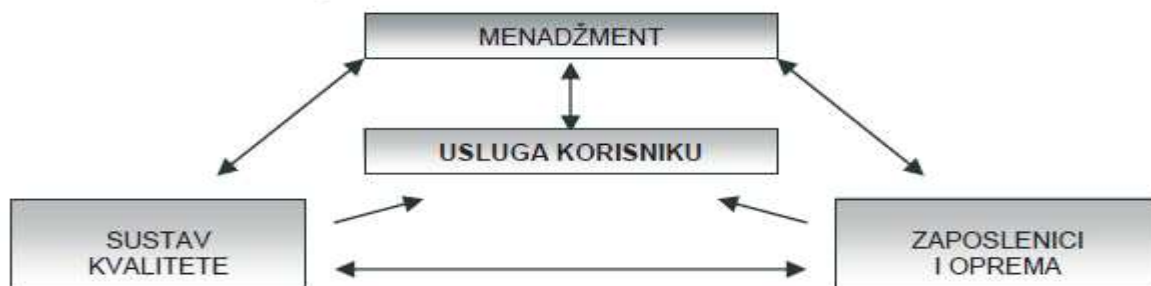 MENADŽMENT
USLUGA KORISNIKU
SUSTAV
KVALITETE
ZAPOSLENICI
I OPREMA